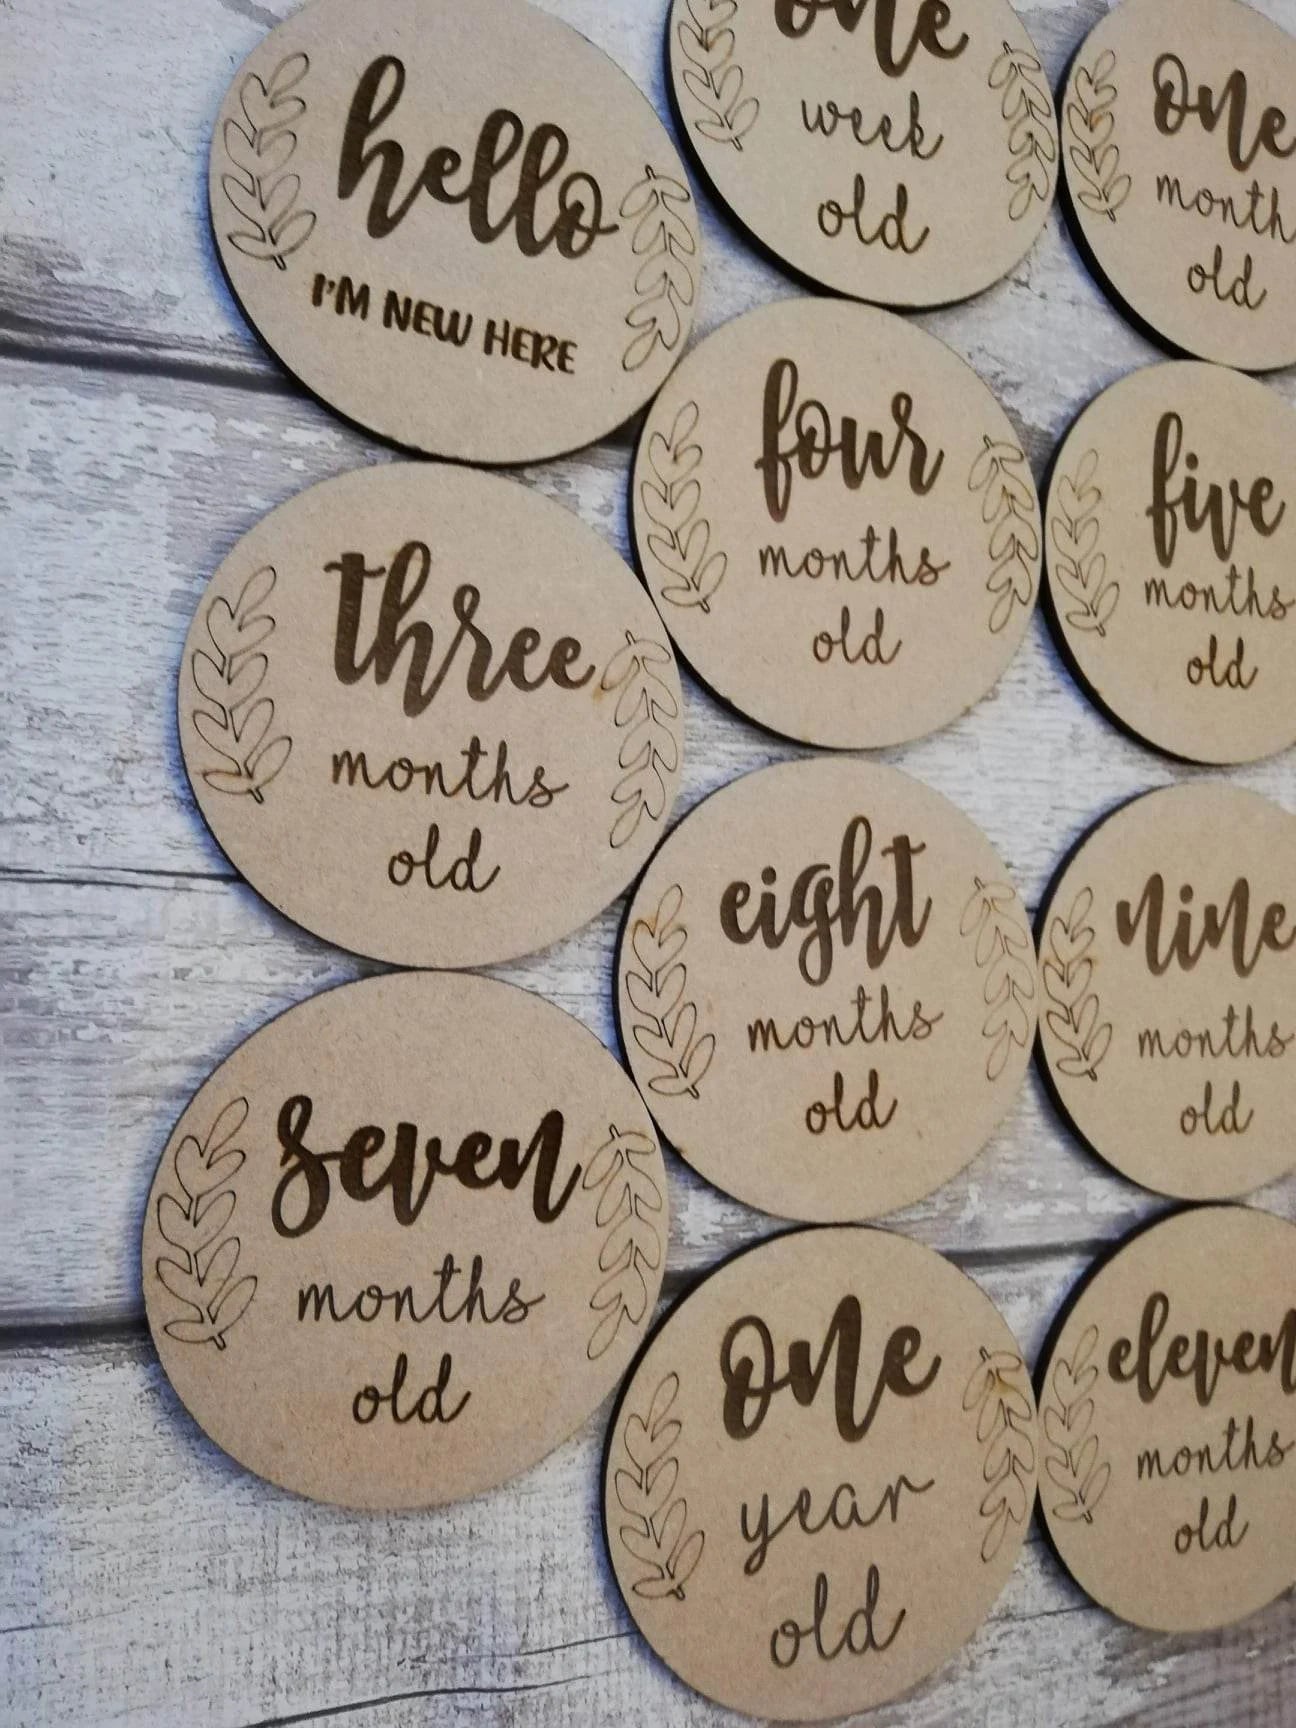 hello
I'M NEW HERE
one
week
old
one
month
old
three
months
old
four
months
old
five
months
old
seven
months
old
eight
months
old
nine
months
old
one
year
old
eleven
months
old